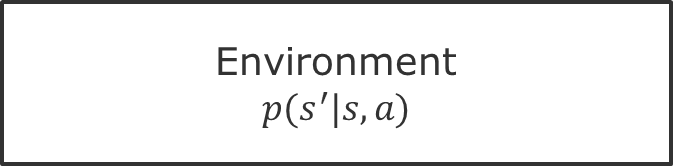 Environment
p(s′|s, a)